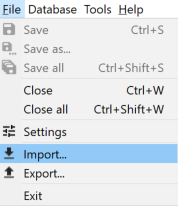 File Database Tools Help
Save Ctrl+S
Save as...
Save all Ctrl+Shift+S
Close Ctrl+W
Close all Ctrl+Shift+W
Settings
Import...
Export...
Exit